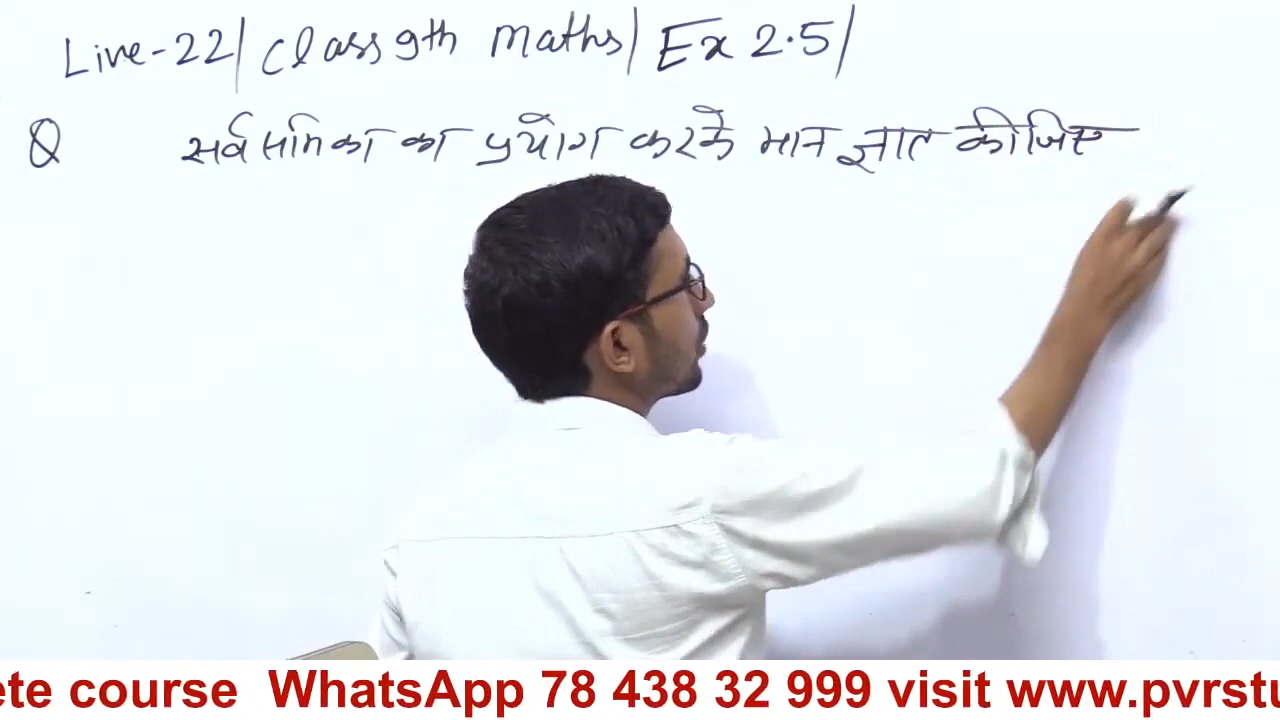 Live-22| Class 9th maths| Ex 2.5|
Q सर्वसमिका का प्रयोग करके मान ज्ञात कीजिए
ete course WhatsApp 78 438 32 999 visit www.pvrstu